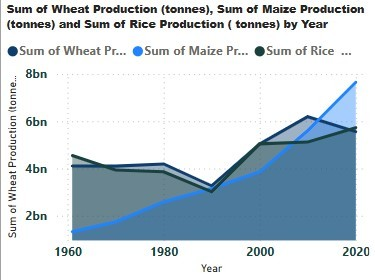 Sum of Wheat Production (tonnes), Sum of Maize Production
(tonnes) and Sum of Rice Production ( tonnes) by Year
Sum of Wheat Pr... Sum of Maize Pr... Sum of Rice ...
8bn
6bn
4bn
2bn
Sum of Wheat Production (tonne...
1960 1980 2000 2020
Year